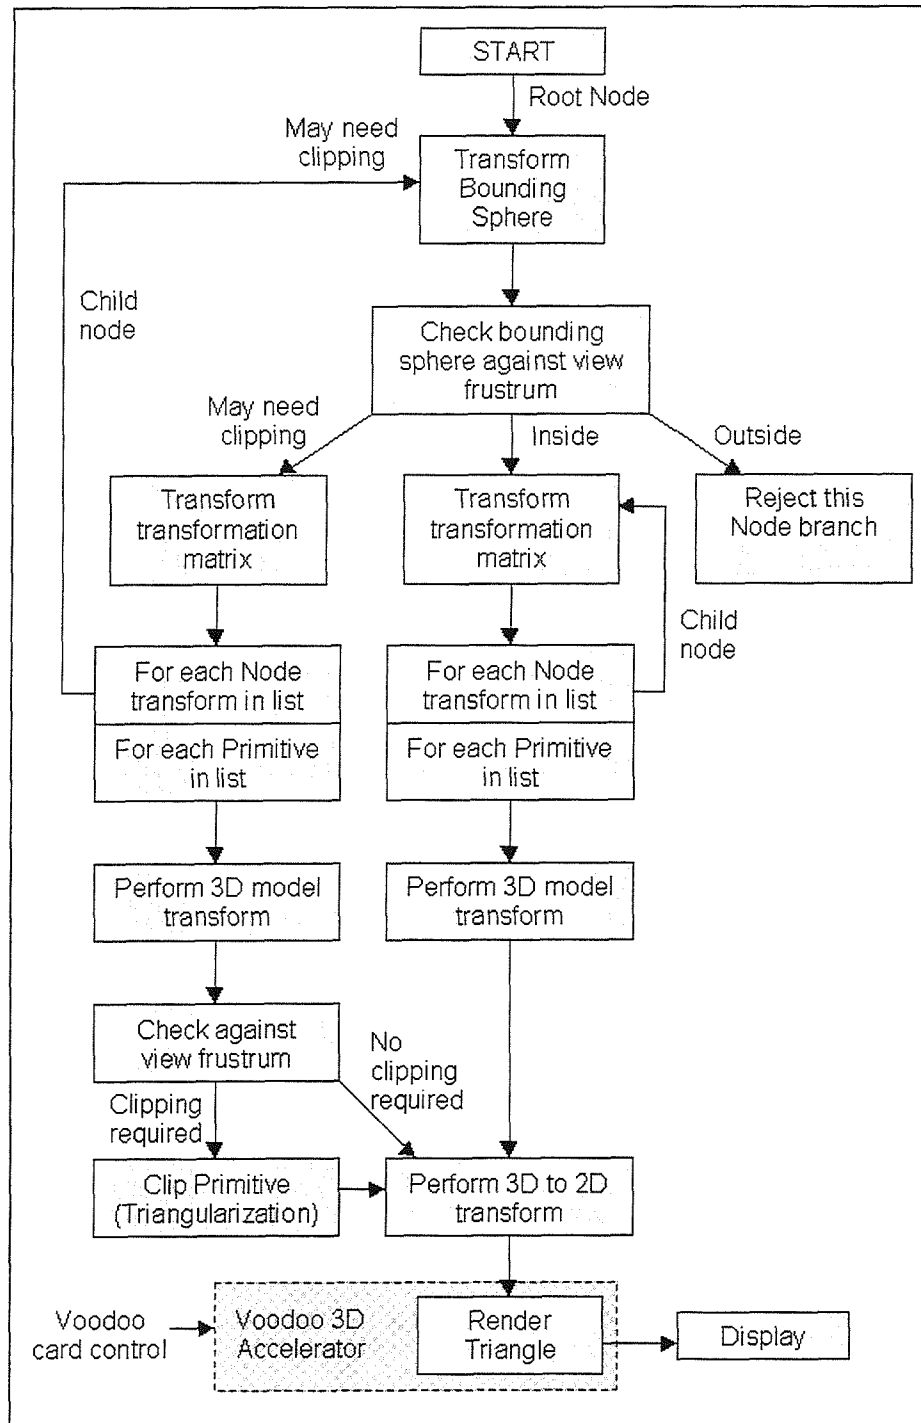 START
Root Node
May need
clipping
Transform
Bounding
Sphere
Child
node
Check bounding
sphere against view
frustrum
May need
clipping
Inside
Outside
Transform
transformation
matrix
Transform
transformation
matrix
Reject this
Node branch
Child
node
For each Node
transform in list
For each Primitive
in list
For each Node
transform in list
For each Primitive
in list
Perform 3D model
transform
Perform 3D model
transform
Check against
view frustrum
No
clipping
required
Clipping
required
Clip Primitive
(Triangularization)
Perform 3D to 2D
transform
Voodoo
card control
Voodoo 3D
Accelerator
Render
Triangle
Display